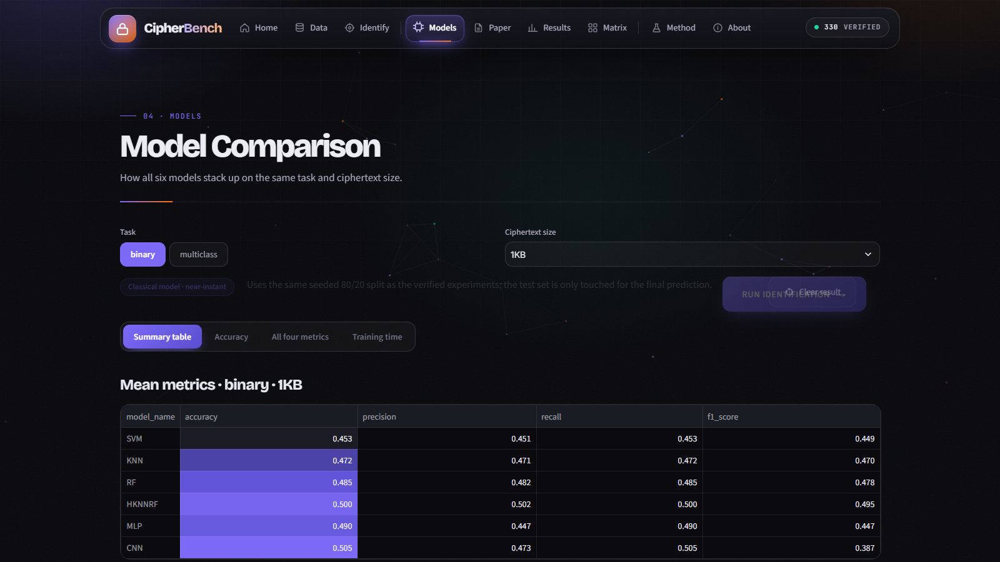 CipherBench Home Data Identify Models Paper Results Matrix Method About 330 VERIFIED
04 · MODELS
Model Comparison
How all six models stack up on the same task and ciphertext size.
Task Ciphertext size
binary multiclass 1KB
Classical model · near-instant Uses the same seeded 80/20 split as the verified experiments; the test set is only touched for the final prediction. RUN IDENTIFICATION → Clear result
Summary table Accuracy All four metrics Training time
Mean metrics · binary · 1KB
model_name accuracy precision recall f1_score
SVM 0.453 0.451 0.453 0.449
KNN 0.472 0.471 0.472 0.470
RF 0.485 0.482 0.485 0.478
HKNNRF 0.500 0.502 0.500 0.495
MLP 0.490 0.447 0.490 0.447
CNN 0.505 0.473 0.505 0.387